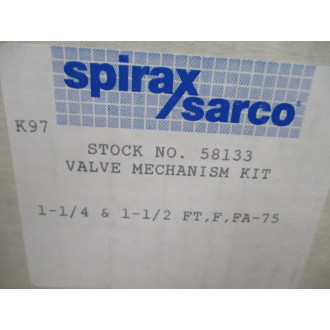 spirax
sarco
K97
STOCK NO. 58133
VALVE MECHANISM KIT
1-1/4 & 1-1/2 FT,F,FA-75